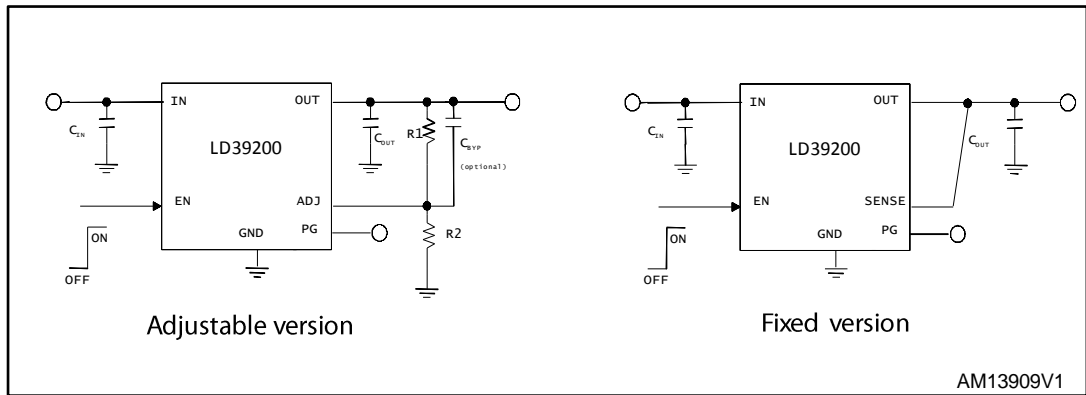 IN
OUT
C_IN
LD39200
C_OUT
R1
C_BYP
(optional)
EN
ADJ
GND
PG
R2
ON
OFF
Adjustable version
IN
OUT
C_IN
LD39200
C_OUT
EN
SENSE
GND
PG
ON
OFF
Fixed version
AM13909V1